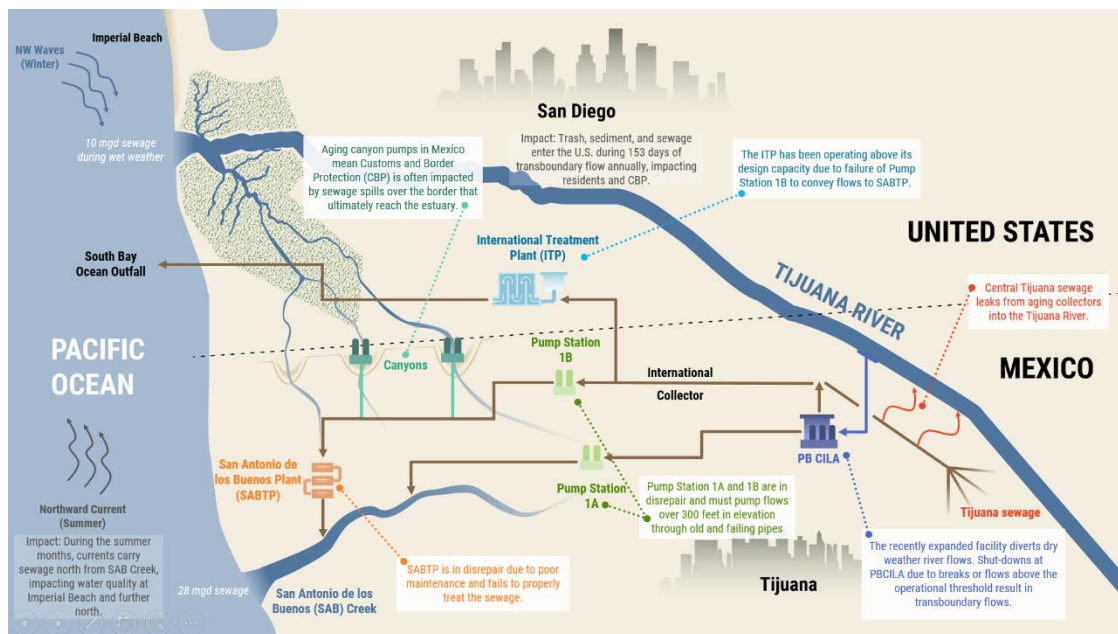 Imperial Beach
NW Waves
(Winter)
10 mgd sewage
during wet weather
San Diego
Impact: Trash, sediment, and sewage
enter the U.S. during 153 days of
transboundary flow annually, impacting
residents and CBP.
Aging canyon pumps in Mexico
mean Customs and Border
Protection (CBP) is often impacted
by sewage spills over the border that
ultimately reach the estuary.
The ITP has been operating above its
design capacity due to failure of Pump
Station 1B to convey flows to SABTP.
UNITED STATES
International Treatment
Plant (ITP)
South Bay
Ocean Outfall
TIJUANA RIVER
Central Tijuana sewage
leaks from aging collectors
into the Tijuana River.
MEXICO
PACIFIC
OCEAN
Canyons
Pump Station
1B
International
Collector
PB CILA
San Antonio de
los Buenos Plant
(SABTP)
Pump Station
1A
Pump Station 1A and 1B are in
disrepair and must pump flows
over 300 feet in elevation
through old and failing pipes
Tijuana sewage
Northward Current
(Summer)
Impact: During the summer
months, currents carry
sewage north from SAB Creek,
impacting water quality at
Imperial Beach and further
north.
28 mgd sewage
San Antonio de los
Buenos (SAB) Creek
SABTP is in disrepair due to poor
maintenance and fails to properly
treat the sewage.
Tijuana
The recently expanded facility diverts dry
weather river flows. Shut-downs at
PBCILA due to breaks or flows above the
operational threshold result in
transboundary flows.